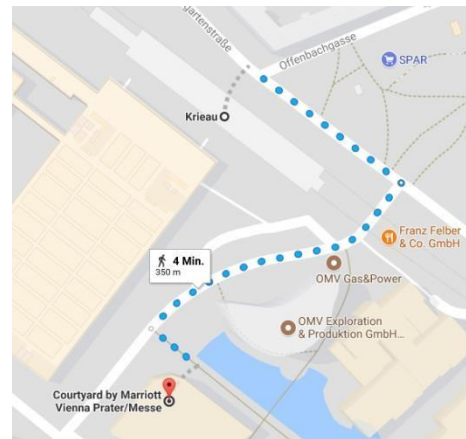 gartenstraße
Offenbachgasse
SPAR
Krieau
Franz Felber
& Co. GmbH
4 Min.
350 m
OMV Gas&Power
OMV Exploration
& Produktion GmbH...
Courtyard by Marriott
Vienna Prater/Messe